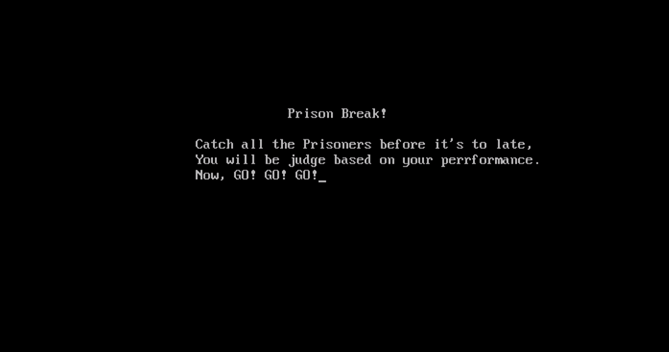 Prison Break!
Catch all the Prisoners before it's to late,
You will be judge based on your perrformance.
Now, GO! GO! GO!_